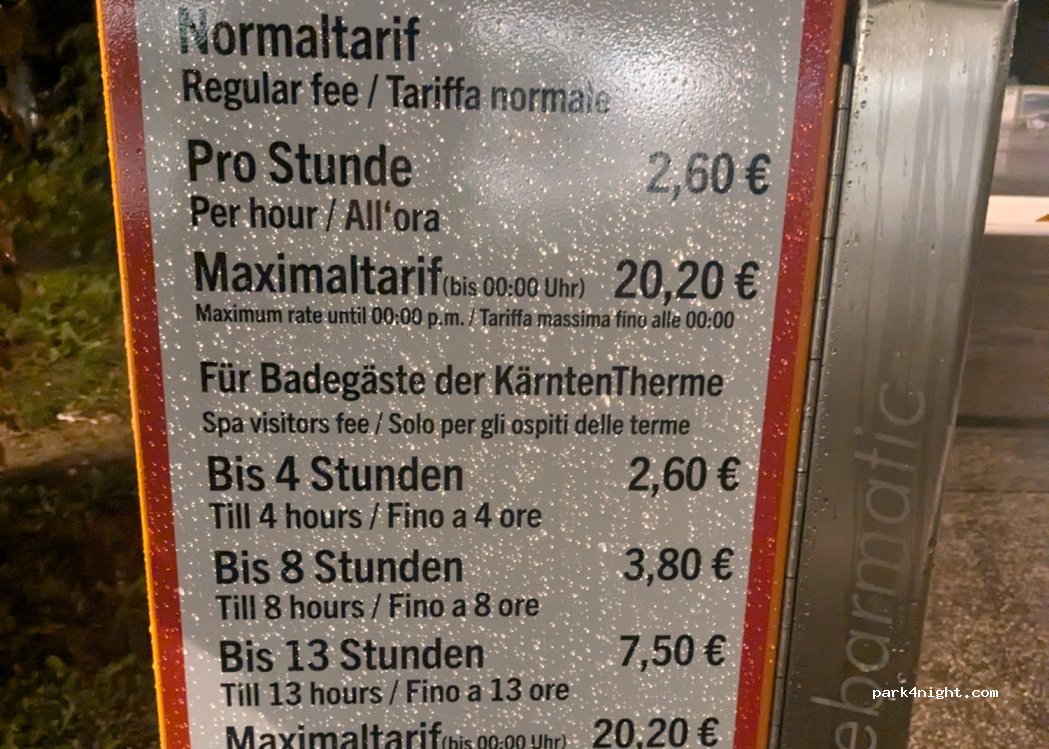 Normaltarif
Regular fee / Tariffa normale
Pro Stunde 2,60 €
Per hour / All‘ora
Maximaltarif (bis 00:00 Uhr) 20,20 €
Maximum rate until 00:00 p.m. / Tariffa massima fino alle 00:00
Für Badegäste der KärntenTherme
Spa visitors fee / Solo per gli ospiti delle terme
Bis 4 Stunden 2,60 €
Till 4 hours / Fino a 4 ore
Bis 8 Stunden 3,80 €
Till 8 hours / Fino a 8 ore
Bis 13 Stunden 7,50 €
Till 13 hours / Fino a 13 ore
Maximaltarif (bis 00:00 Uhr) 20,20 €
ebarmatic
park4night.com